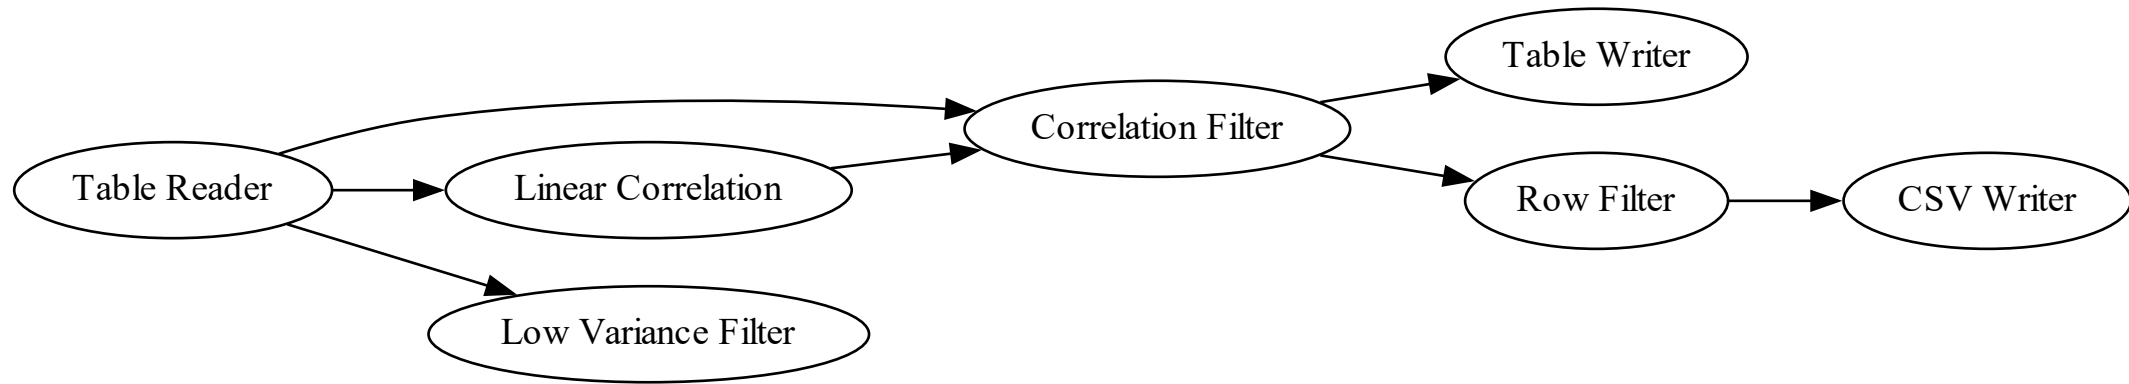 Table Writer
Correlation Filter
Table Reader
Linear Correlation
Row Filter
CSV Writer
Low Variance Filter